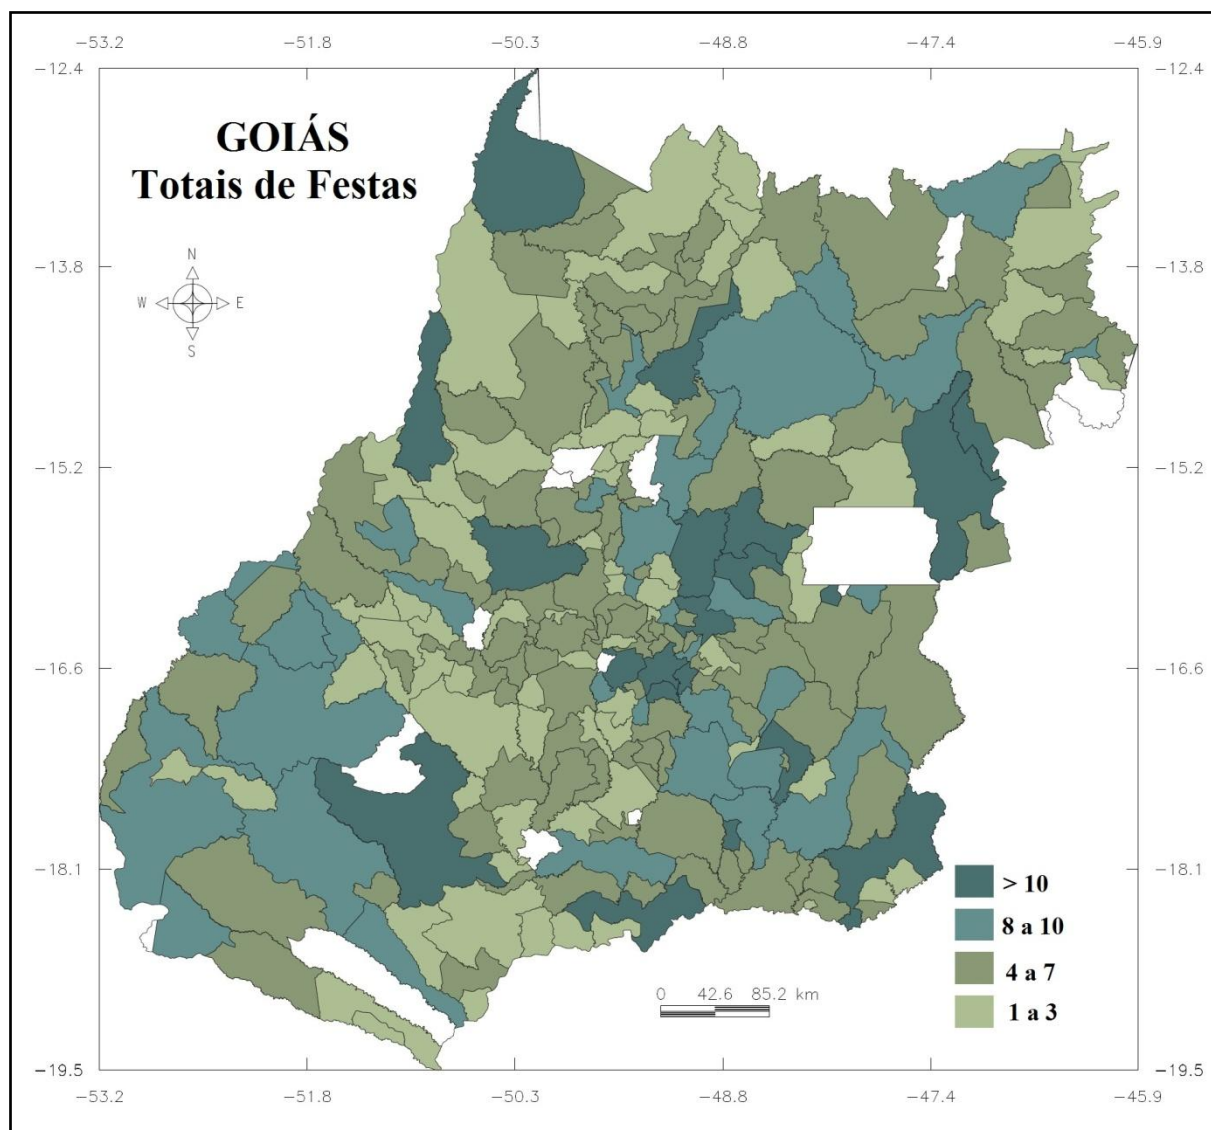 −53.2 −51.8 −50.3 −48.8 −47.4 −45.9
−12.4 −12.4
GOIÁS
Totais de Festas
N
−13.8 −13.8
W E
S
−15.2 −15.2
−16.6 −16.6
−18.1 −18.1
> 10
8 a 10
4 a 7
0 42.6 85.2 km
1 a 3
−19.5 −19.5
−53.2 −51.8 −50.3 −48.8 −47.4 −45.9